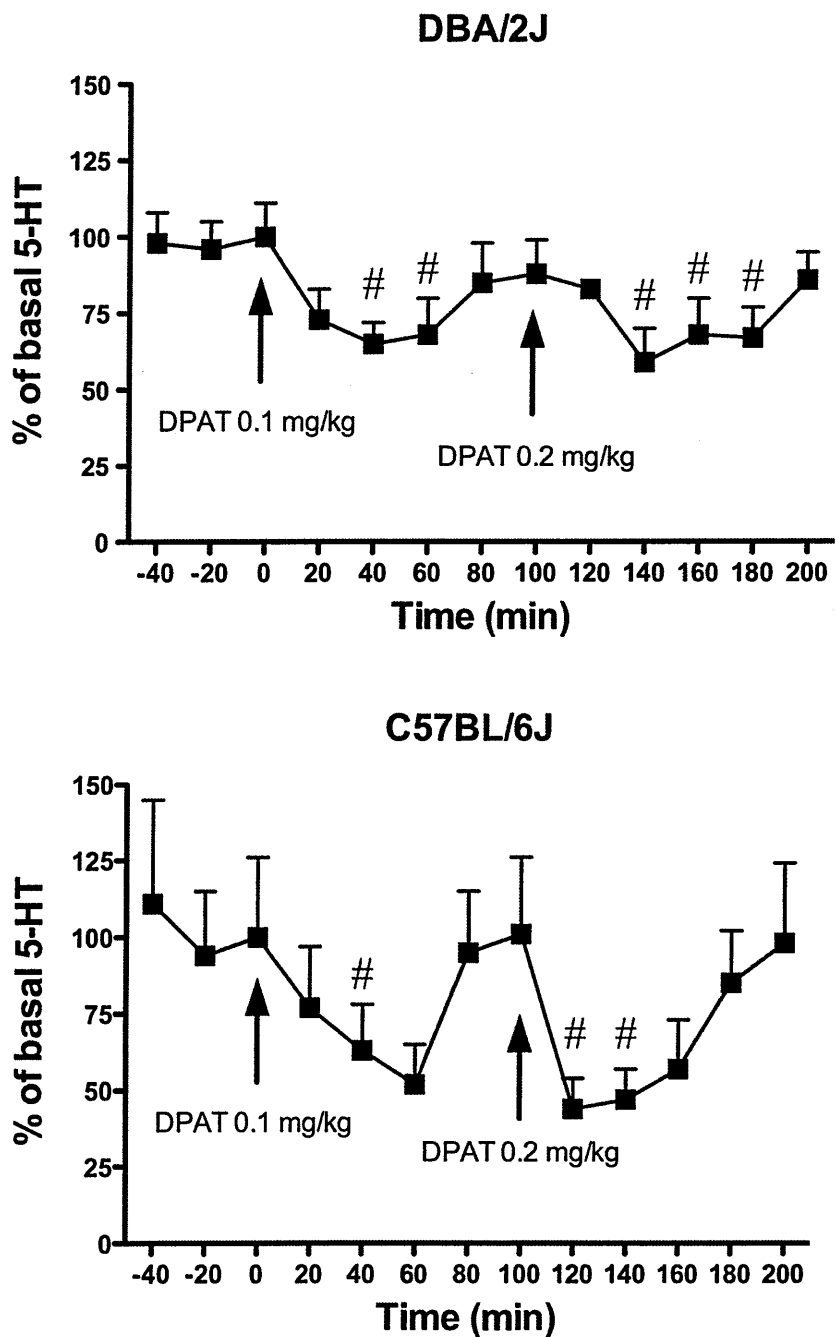 DBA/2J
150
125
100
75
50
25
0
% of basal 5-HT
# # # # #
DPAT 0.1 mg/kg
DPAT 0.2 mg/kg
-40 -20 0 20 40 60 80 100 120 140 160 180 200
Time (min)
C57BL/6J
150
125
100
75
50
25
0
% of basal 5-HT
# # #
DPAT 0.1 mg/kg
DPAT 0.2 mg/kg
-40 -20 0 20 40 60 80 100 120 140 160 180 200
Time (min)